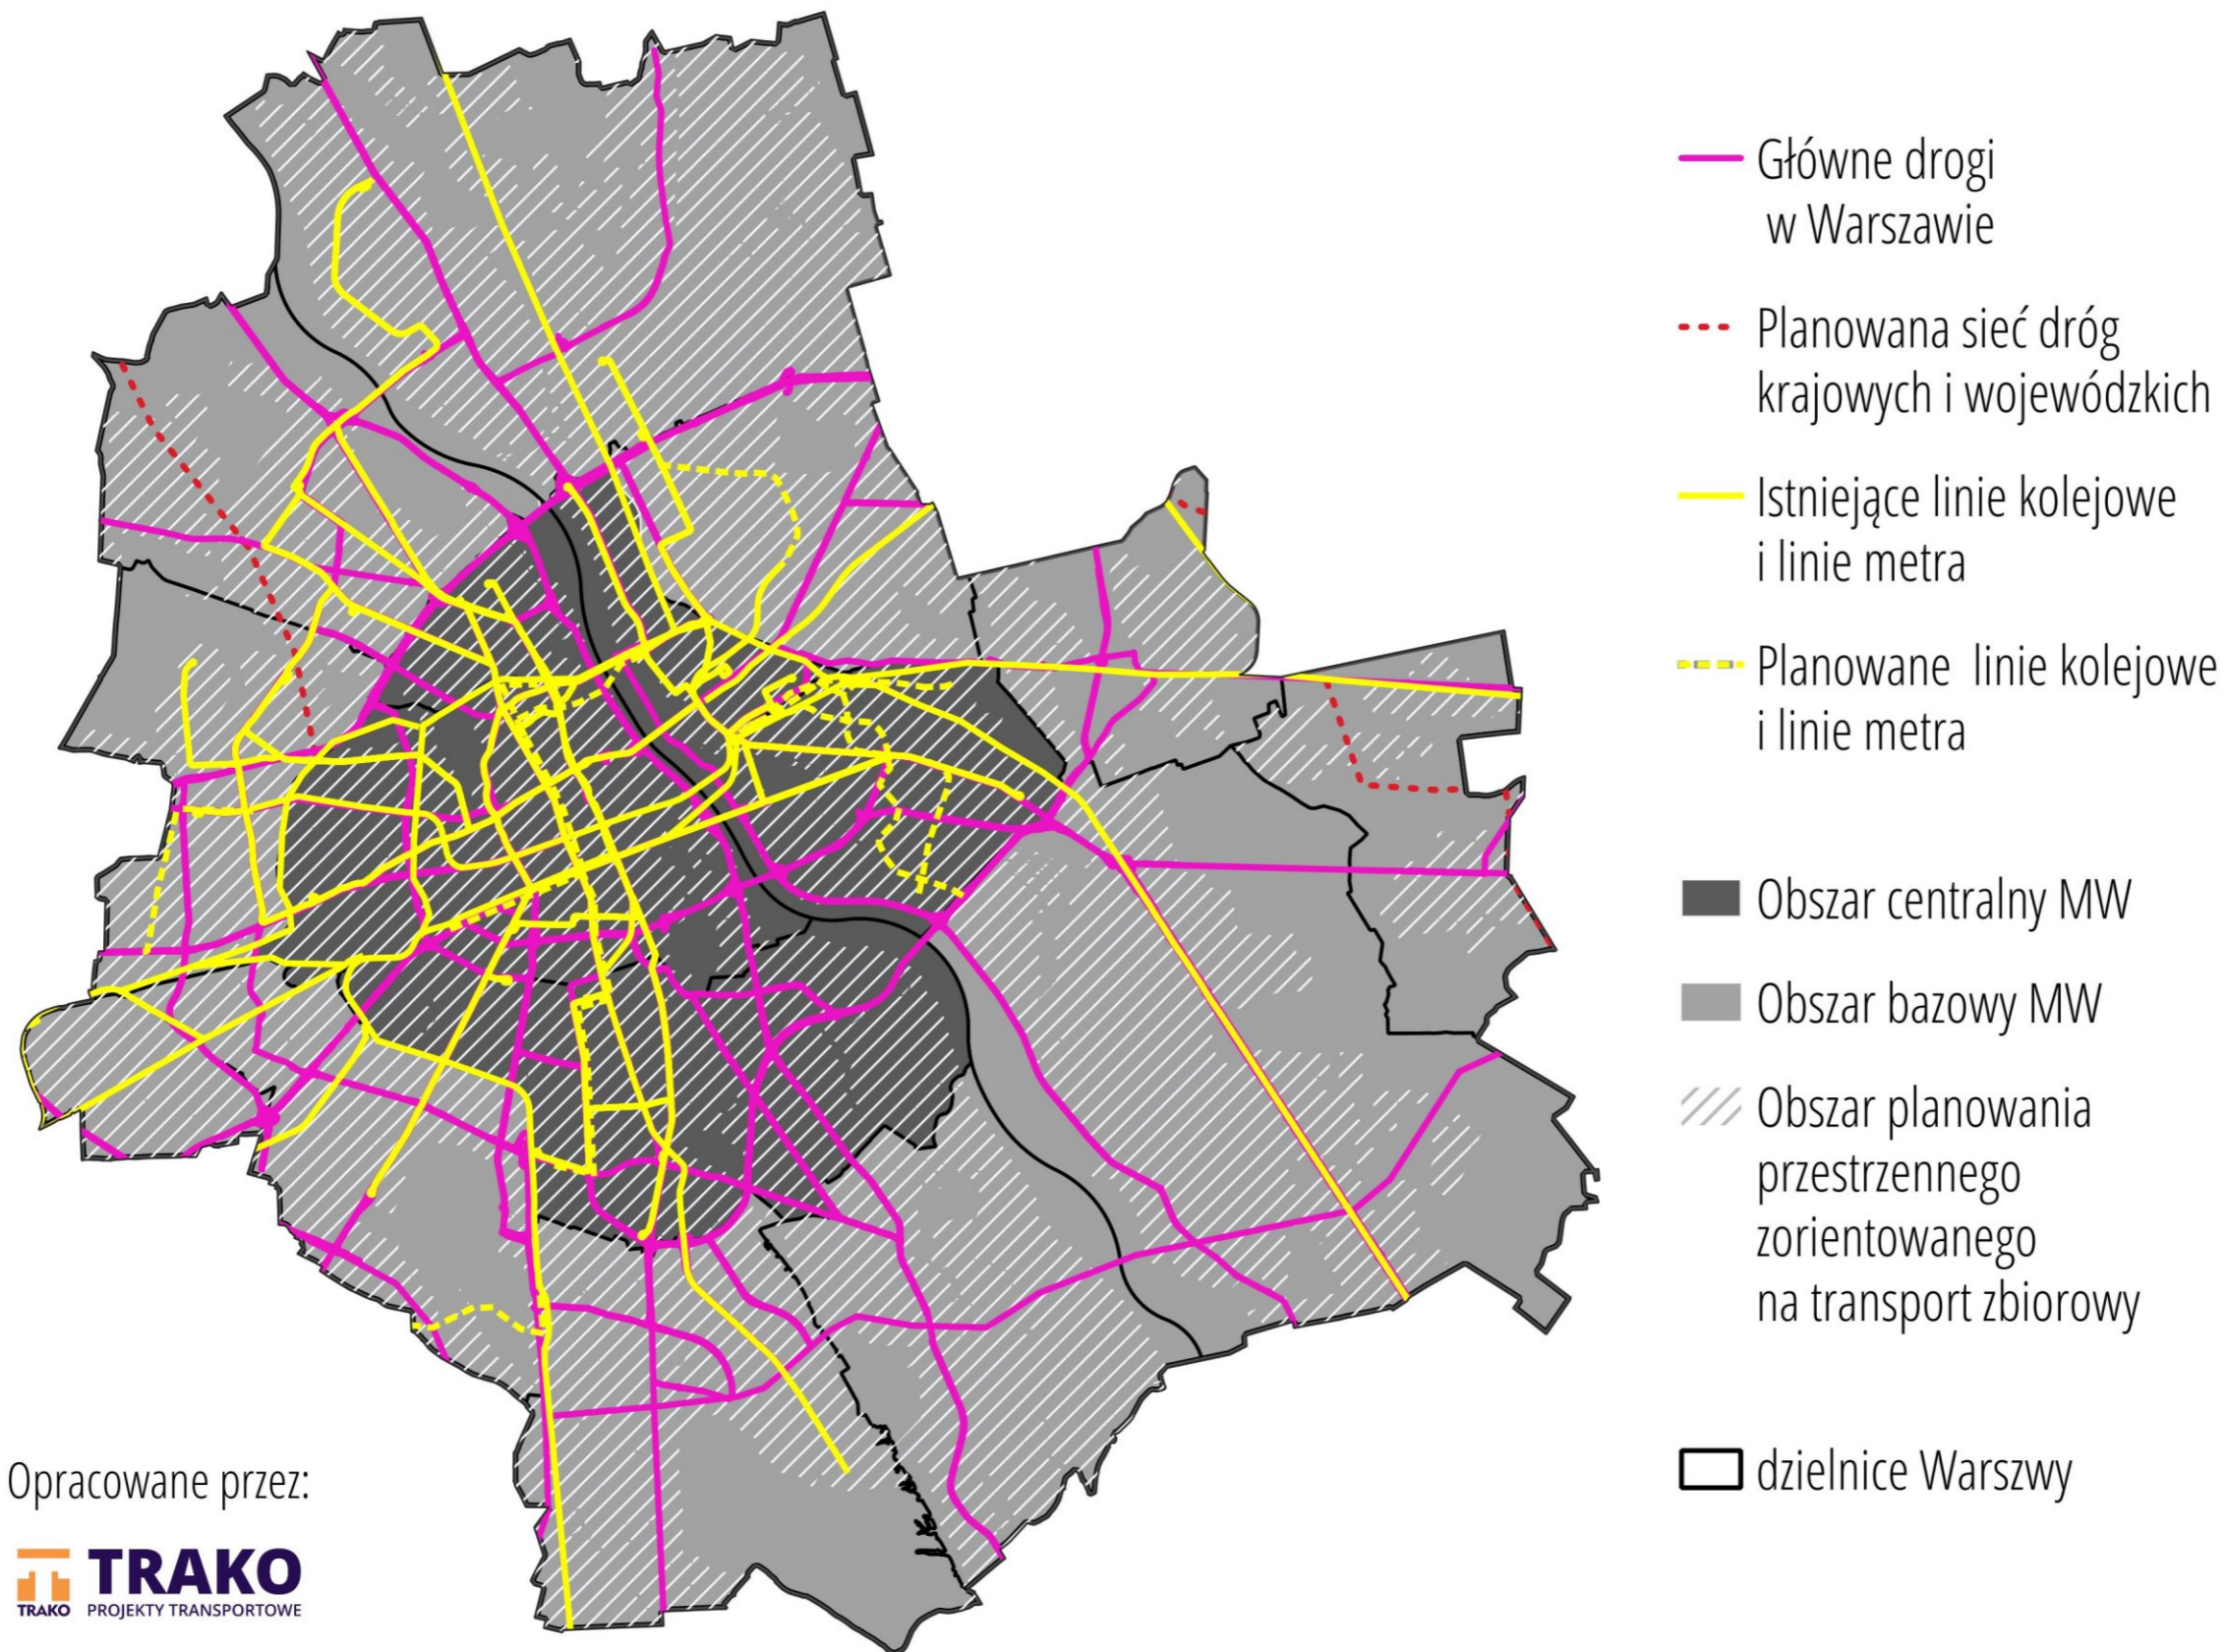 Główne drogi
w Warszawie
Planowana sieć dróg
krajowych i wojewódzkich
Istniejące linie kolejowe
i linie metra
Planowane linie kolejowe
i linie metra
Obszar centralny MW
Obszar bazowy MW
Obszar planowania
przestrzennego
zorientowanego
na transport zbiorowy
dzielnice Warszwy
Opracowane przez:
TRAKO
TRAKO
PROJEKTY TRANSPORTOWE